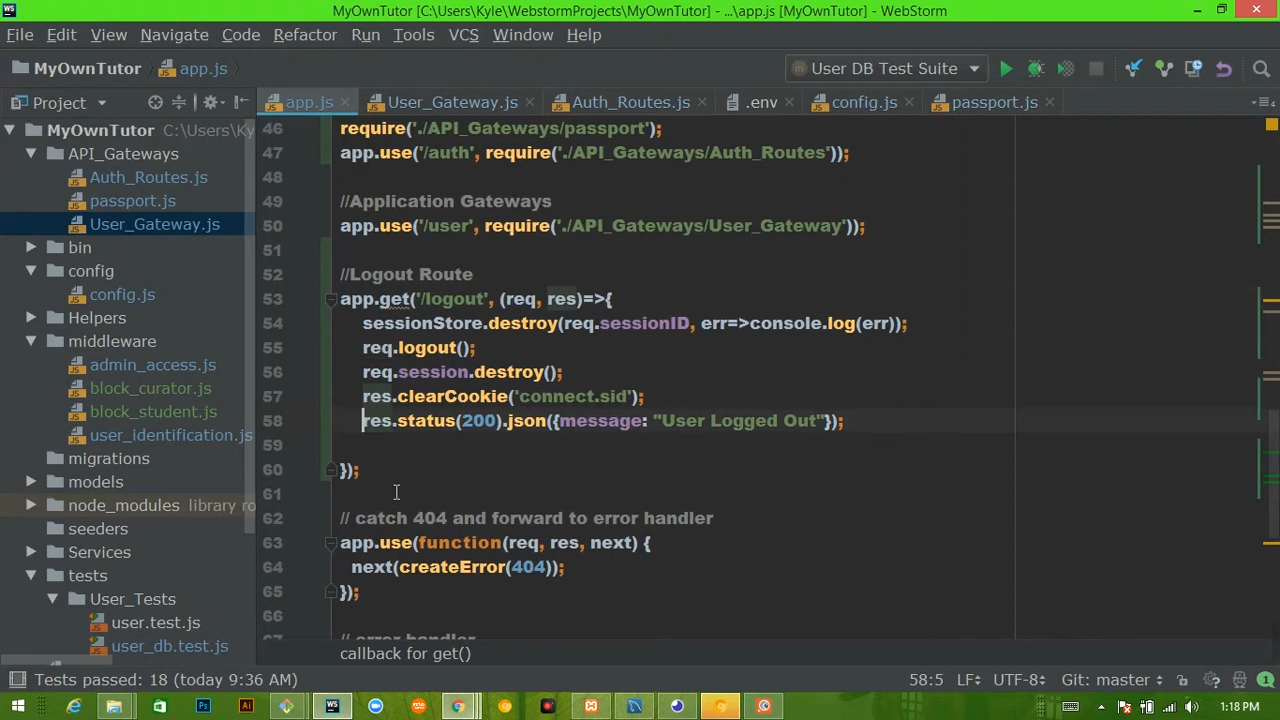 MyOwnTutor [C:\Users\Kyle\WebstormProjects\MyOwnTutor] - ...\app.js [MyOwnTutor] - WebStorm
File Edit View Navigate Code Refactor Run Tools VCS Window Help
MyOwnTutor app.js User DB Test Suite
Project app.js User_Gateway.js Auth_Routes.js .env config.js passport.js
MyOwnTutor C:\Users\Ky
API_Gateways
Auth_Routes.js
passport.js
User_Gateway.js
bin
config
config.js
Helpers
middleware
admin_access.js
block_curator.js
block_student.js
user_identification.js
migrations
models
node_modules library ro
seeders
Services
tests
User_Tests
user.test.js
user_db.test.js
46 require('./API_Gateways/passport');
47 app.use('/auth', require('./API_Gateways/Auth_Routes'));
48
49 //Application Gateways
50 app.use('/user', require('./API_Gateways/User_Gateway'));
51
52 //Logout Route
53 app.get('/logout', (req, res)=>{
54 sessionStore.destroy(req.sessionID, err=>console.log(err));
55 req.logout();
56 req.session.destroy();
57 res.clearCookie('connect.sid');
58 res.status(200).json({message: "User Logged Out"});
59
60 });
61
62 // catch 404 and forward to error handler
63 app.use(function(req, res, next) {
64 next(createError(404));
65 });
66
67 // error handler
callback for get()
Tests passed: 18 (today 9:36 AM) 58:5 LF UTF-8 Git: master 1
1:18 PM